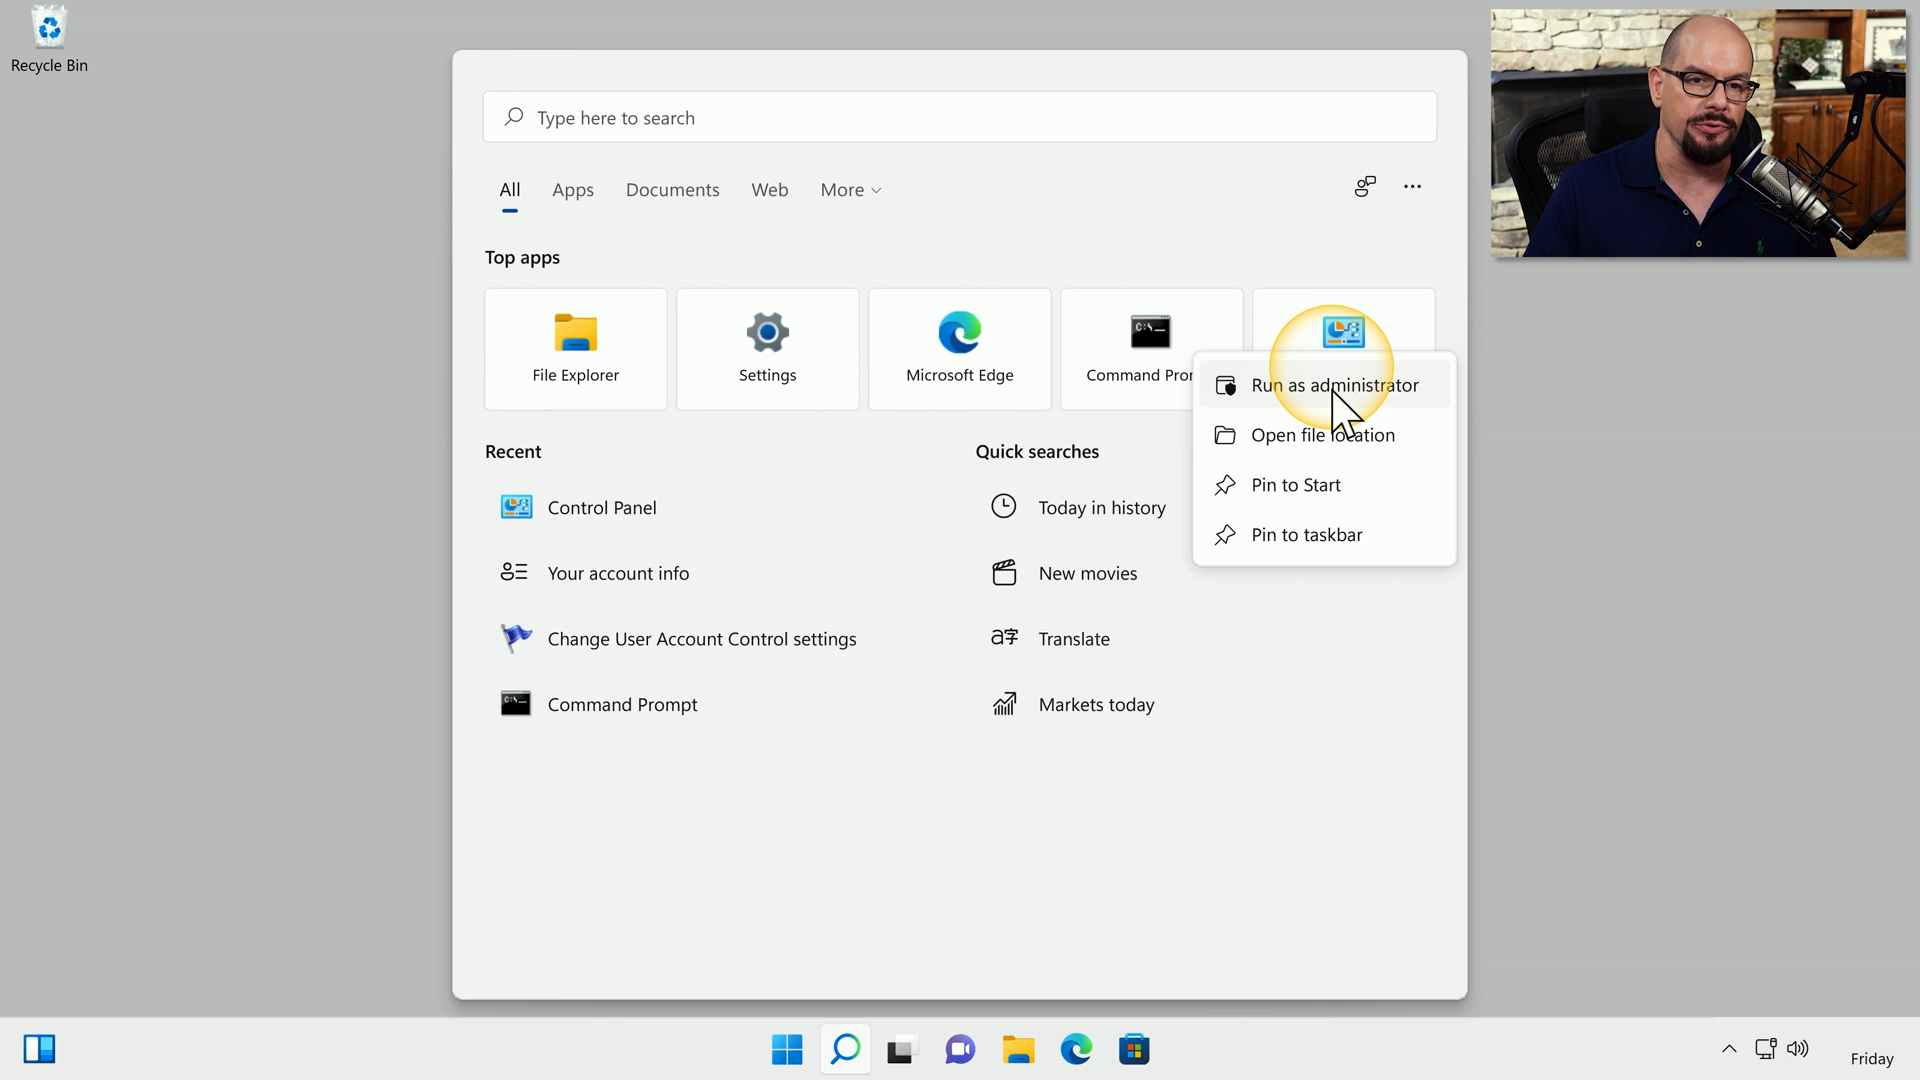 Recycle Bin
Type here to search
All
Apps
Documents
Web
More
Top apps
File Explorer
Settings
Microsoft Edge
Command Pro
Run as administrator
Open file location
Pin to Start
Pin to taskbar
Recent
Control Panel
Your account info
Change User Account Control settings
Command Prompt
Quick searches
Today in history
New movies
Translate
Markets today
Friday